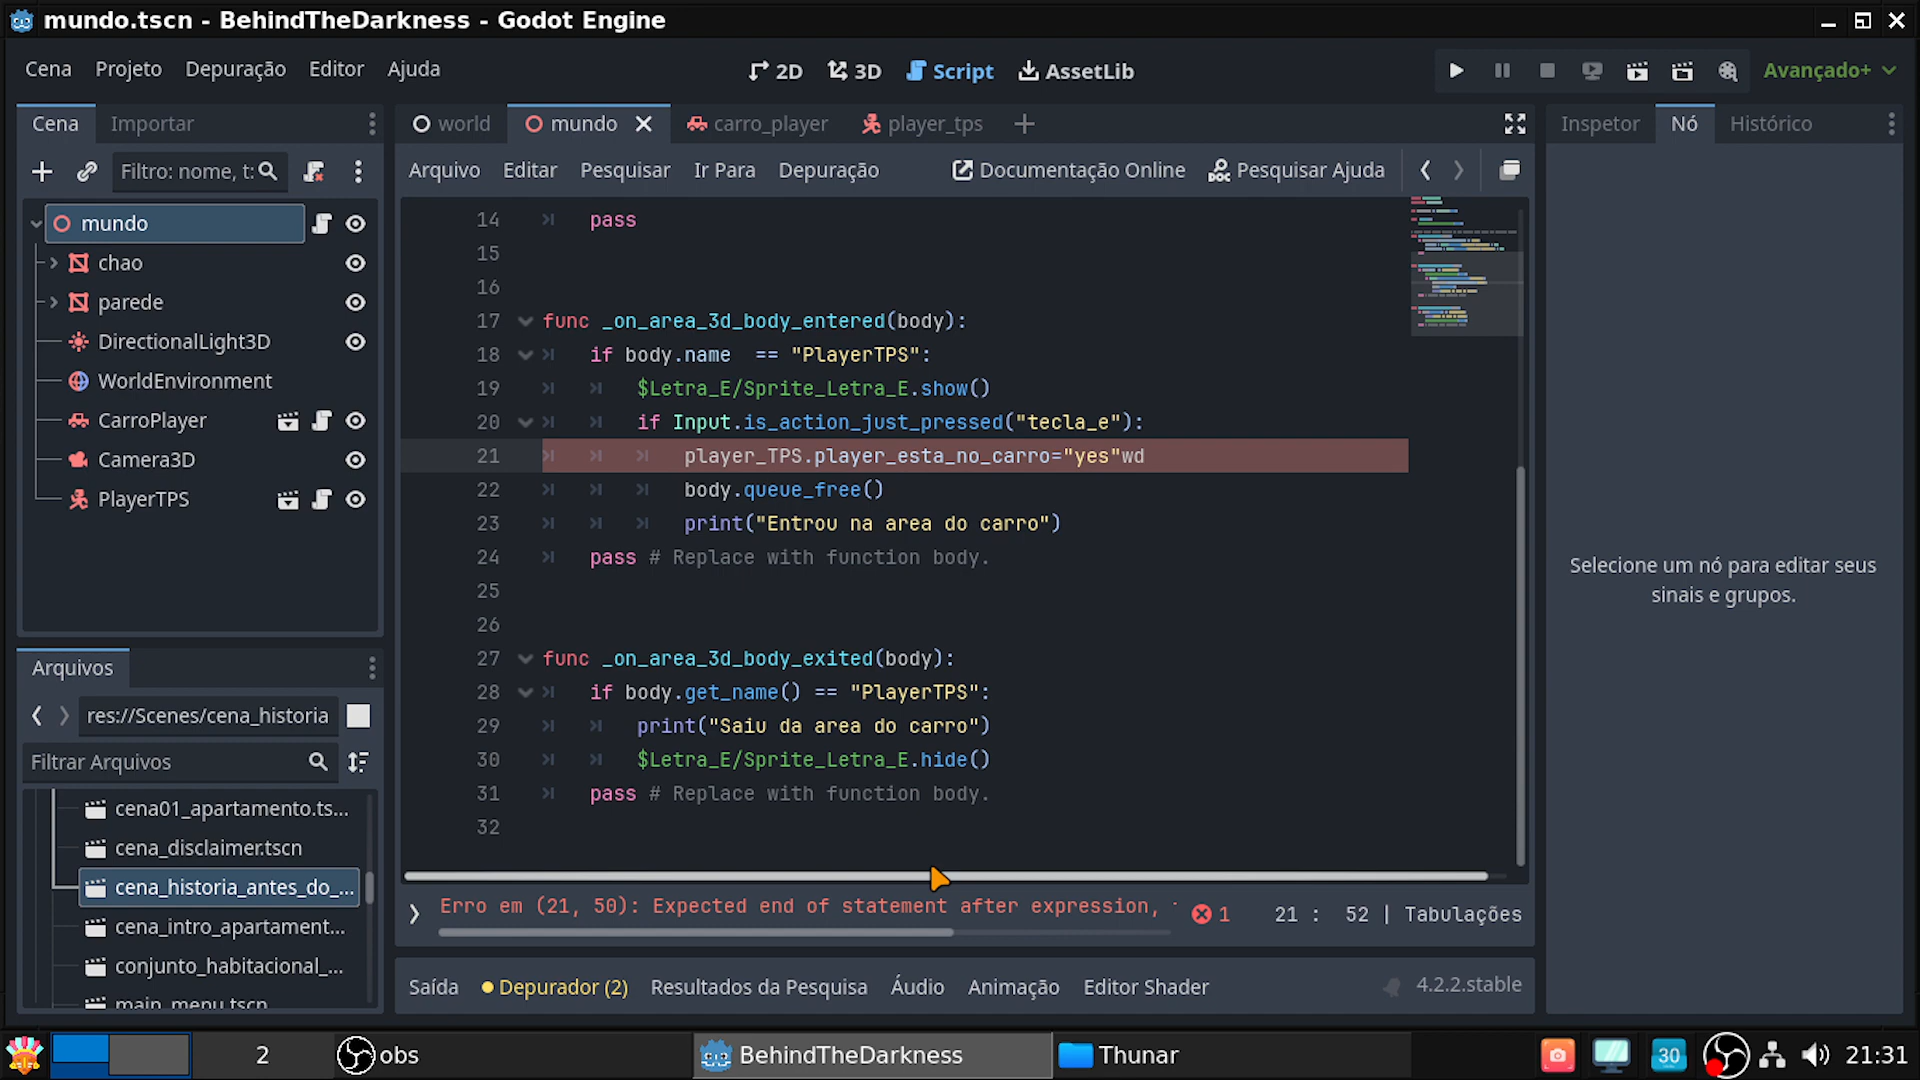 mundo.tscn - BehindTheDarkness - Godot Engine
Cena Projeto Depuração Editor Ajuda
2D 3D Script AssetLib
Avançado+
Cena Importar
world mundo carro_player player_tps
Inspetor Nó Histórico
Filtro: nome, t:
Arquivo Editar Pesquisar Ir Para Depuração Documentação Online Pesquisar Ajuda
mundo
chao
parede
DirectionalLight3D
WorldEnvironment
CarroPlayer
Camera3D
PlayerTPS
14 pass
15
16
17 func _on_area_3d_body_entered(body):
18 if body.name  == "PlayerTPS":
19 $Letra_E/Sprite_Letra_E.show()
20 if Input.is_action_just_pressed("tecla_e"):
21 player_TPS.player_esta_no_carro="yes"wd
22 body.queue_free()
23 print("Entrou na area do carro")
24 pass # Replace with function body.
25
26
27 func _on_area_3d_body_exited(body):
28 if body.get_name() == "PlayerTPS":
29 print("Saiu da area do carro")
30 $Letra_E/Sprite_Letra_E.hide()
31 pass # Replace with function body.
32
Selecione um nó para editar seus
sinais e grupos.
Arquivos
res://Scenes/cena_historia
Filtrar Arquivos
cena01_apartamento.ts...
cena_disclaimer.tscn
cena_historia_antes_do_...
cena_intro_apartament...
conjunto_habitacional_...
main_menu.tscn
Erro em (21, 50): Expected end of statement after expression,
1 21 : 52 | Tabulações
Saída Depurador (2) Resultados da Pesquisa Áudio Animação Editor Shader
4.2.2.stable
2 obs BehindTheDarkness Thunar 30 21:31